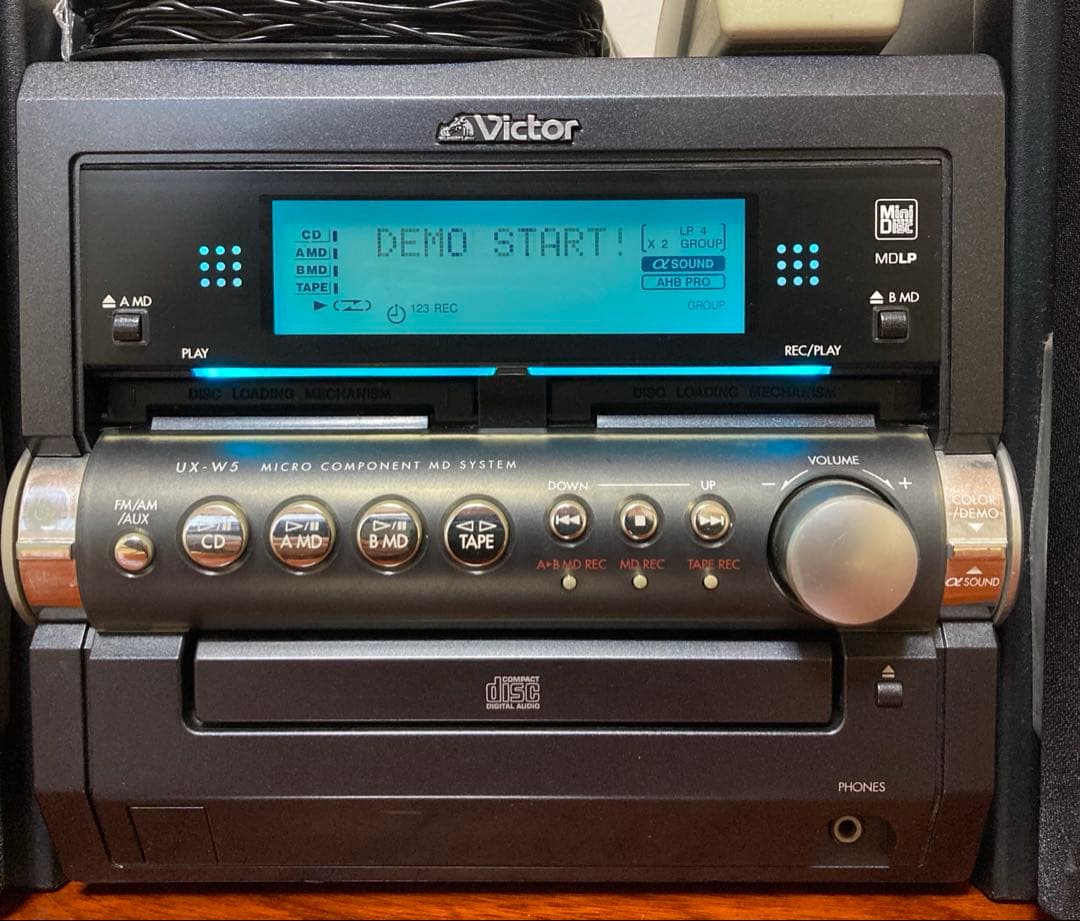 Victor
CD
A MD
B MD
TAPE
DEMO START!
LP 4
X 2 GROUP
α SOUND
AHB PRO
123 REC
GROUP
Mini
Disc
MDLP
A MD
B MD
PLAY
REC/PLAY
DISC LOADING MECHANISM
DISC LOADING MECHANISM
UX-W5 MICRO COMPONENT MD SYSTEM
VOLUME
- +
FM/AM
/AUX
CD
A MD
B MD
TAPE
DOWN UP
A▸B MD REC MD REC TAPE REC
COLOR
/DEMO
α SOUND
COMPACT
disc
DIGITAL AUDIO
PHONES